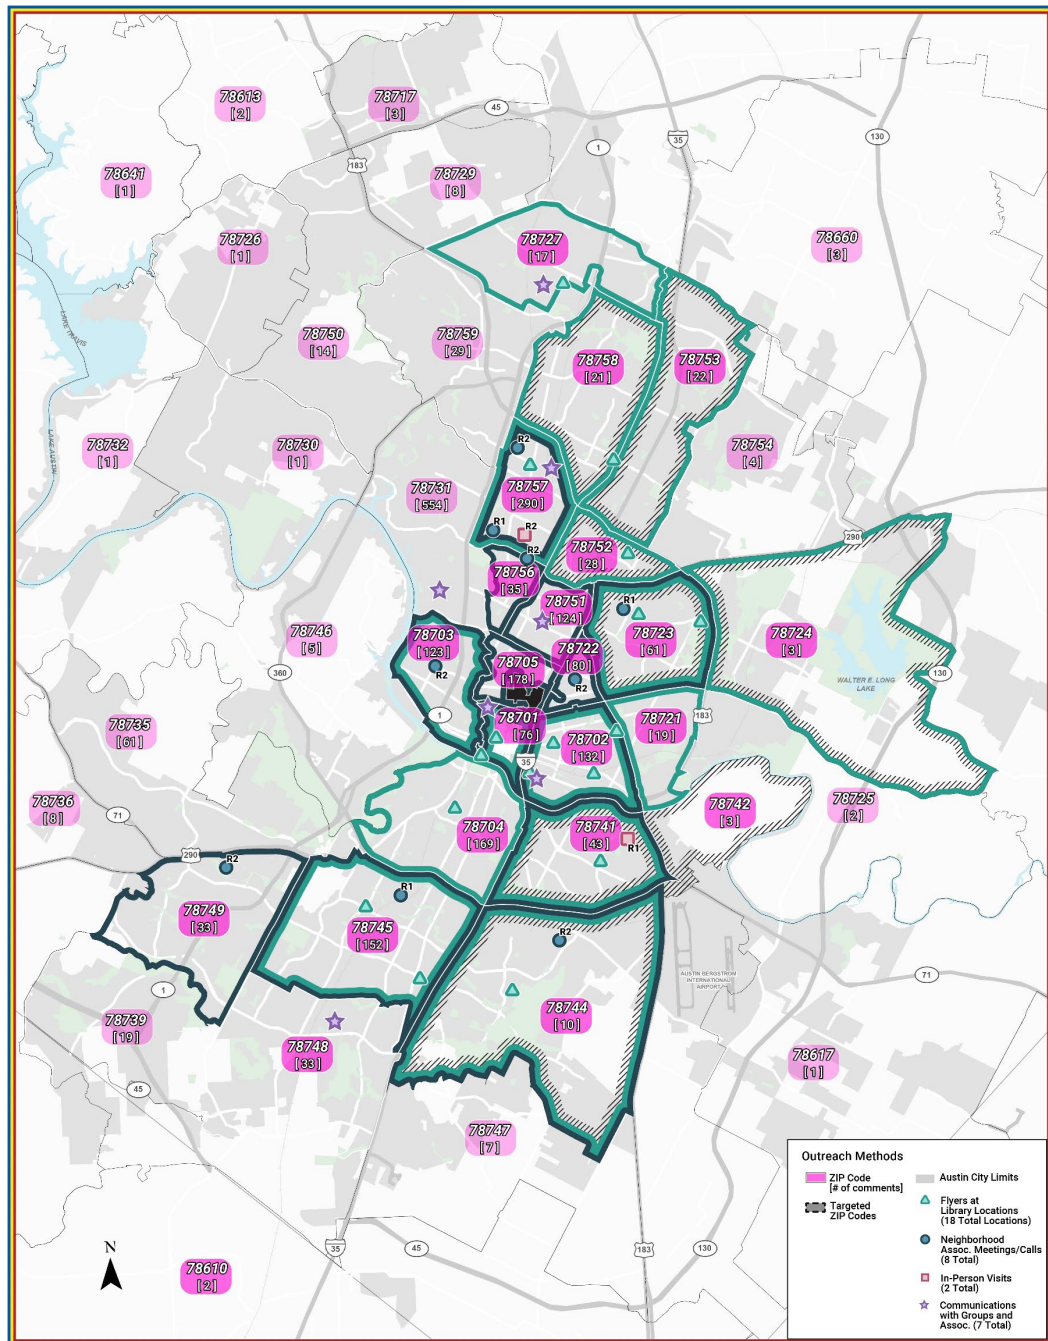 78613
[ 2 ]
78717
[ 3 ]
45
183
1
35
130
78641
[ 1 ]
78729
[ 8 ]
78726
[ 1 ]
78727
[ 17 ]
78660
[ 3 ]
LAKE TRAVIS
78750
[ 14 ]
78759
[ 29 ]
78758
[ 21 ]
78753
[ 22 ]
78732
[ 1 ]
LAKE AUSTIN
78730
[ 1 ]
R2
78754
[ 4 ]
78731
[ 554 ]
78757
[ 290 ]
R1
R2
R2
290
78752
[ 28 ]
78756
[ 35 ]
78751
[ 124 ]
R1
78746
[ 5 ]
78703
[ 123 ]
R2
78705
[ 178 ]
78722
[ 80 ]
R2
78723
[ 61 ]
78724
[ 3 ]
WALTER E. LONG
LAKE
360
130
1
183
78735
[ 61 ]
78701
[ 76 ]
78702
[ 132 ]
78721
[ 19 ]
35
78736
[ 8 ]
71
78704
[ 169 ]
78741
[ 43 ]
R1
78742
[ 3 ]
78725
[ 2 ]
290
R2
R1
78749
[ 33 ]
78745
[ 152 ]
R2
71
AUSTIN BERGSTROM
INTERNATIONAL
AIRPORT
1
78739
[ 19 ]
78748
[ 33 ]
78744
[ 10 ]
78617
[ 1 ]
45
78747
[ 7 ]
N
78610
[ 2 ]
35
45
183
130
Outreach Methods
ZIP Code
[# of comments]
Targeted
ZIP Codes
Austin City Limits
Flyers at
Library Locations
(18 Total Locations)
Neighborhood
Assoc. Meetings/Calls
(8 Total)
In-Person Visits
(2 Total)
Communications
with Groups and
Assoc. (7 Total)